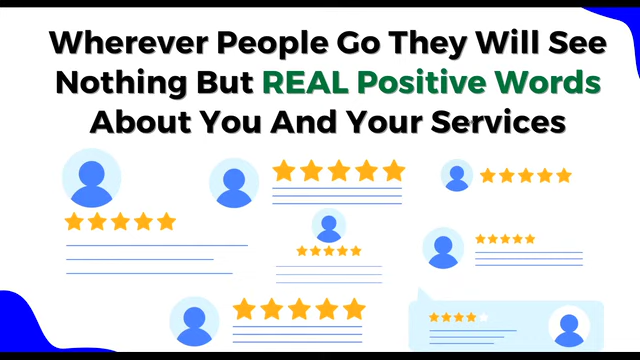 Wherever People Go They Will See
Nothing But REAL Positive Words
About You And Your Services